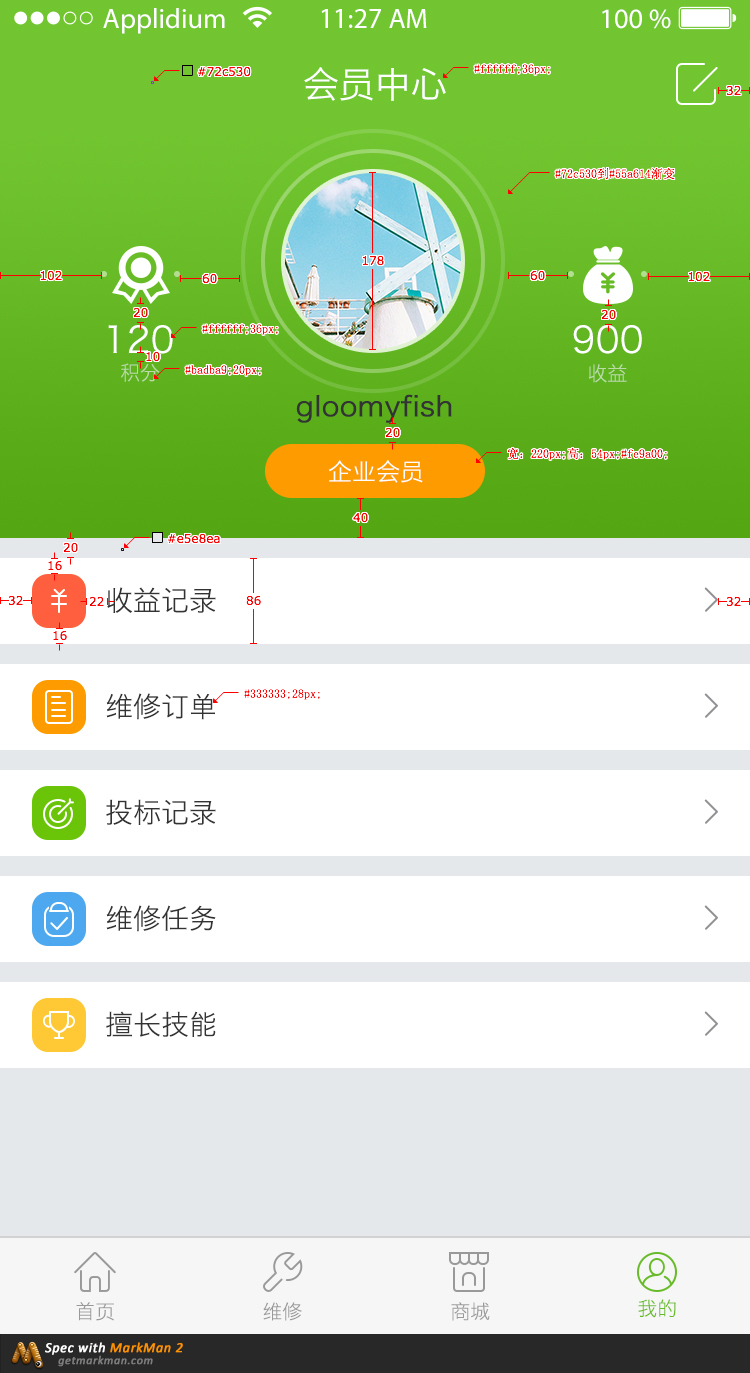 Applidium 11:27 AM 100 %
#72c530
会员中心
#ffffff;36px;
32
#72c530到#55a614渐变
178
102
60
60
102
20
20
120
#ffffff;36px;
900
10
积分
#badba9;20px;
收益
gloomyfish
20
企业会员
宽：220px;高：54px;#fe9a00;
40
#e5e8ea
20
16
32
22
收益记录
86
32
16
维修订单
#333333;28px;
投标记录
维修任务
擅长技能
首页
维修
商城
我的
Spec with MarkMan 2
getmarkman.com